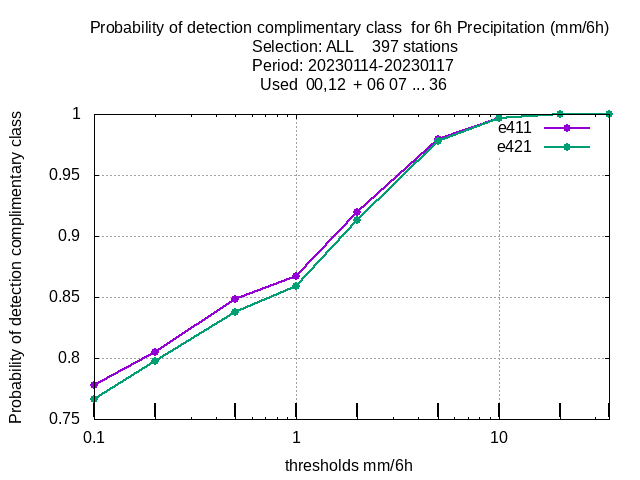 Probability of detection complimentary class  for 6h Precipitation (mm/6h)
Selection: ALL    397 stations
Period: 20230114-20230117
Used  00,12  + 06 07 ... 36
Probability of detection complimentary class
1
0.95
0.9
0.85
0.8
0.75
e411
e421
0.1
1
10
thresholds mm/6h